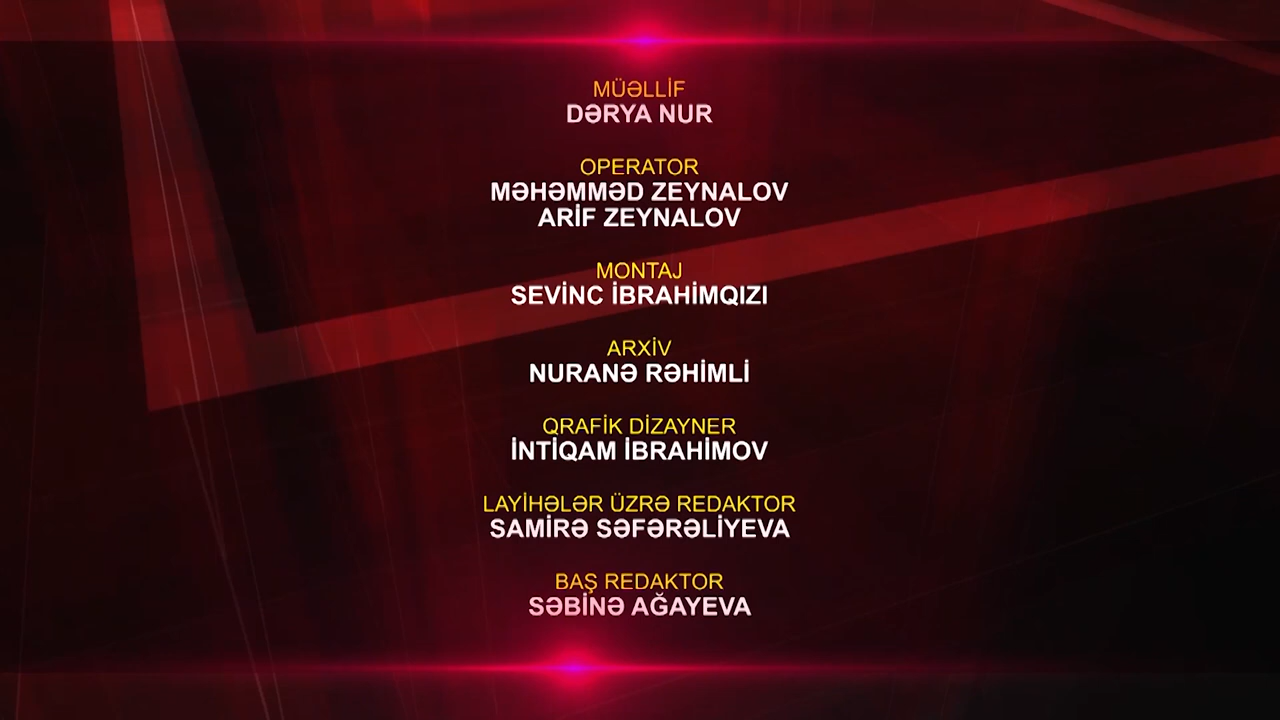 MÜƏLLİF
DƏRYA NUR
OPERATOR
MƏHƏMMƏD ZEYNALOV
ARİF ZEYNALOV
MONTAJ
SEVİNC İBRAHİMQIZI
ARXİV
NURANƏ RƏHİMLİ
QRAFİK DİZAYNER
İNTİQAM İBRAHİMOV
LAYİHƏLƏR ÜZRƏ REDAKTOR
SAMİRƏ SƏFƏRƏLİYEVA
BAŞ REDAKTOR
SƏBİNƏ AĞAYEVA